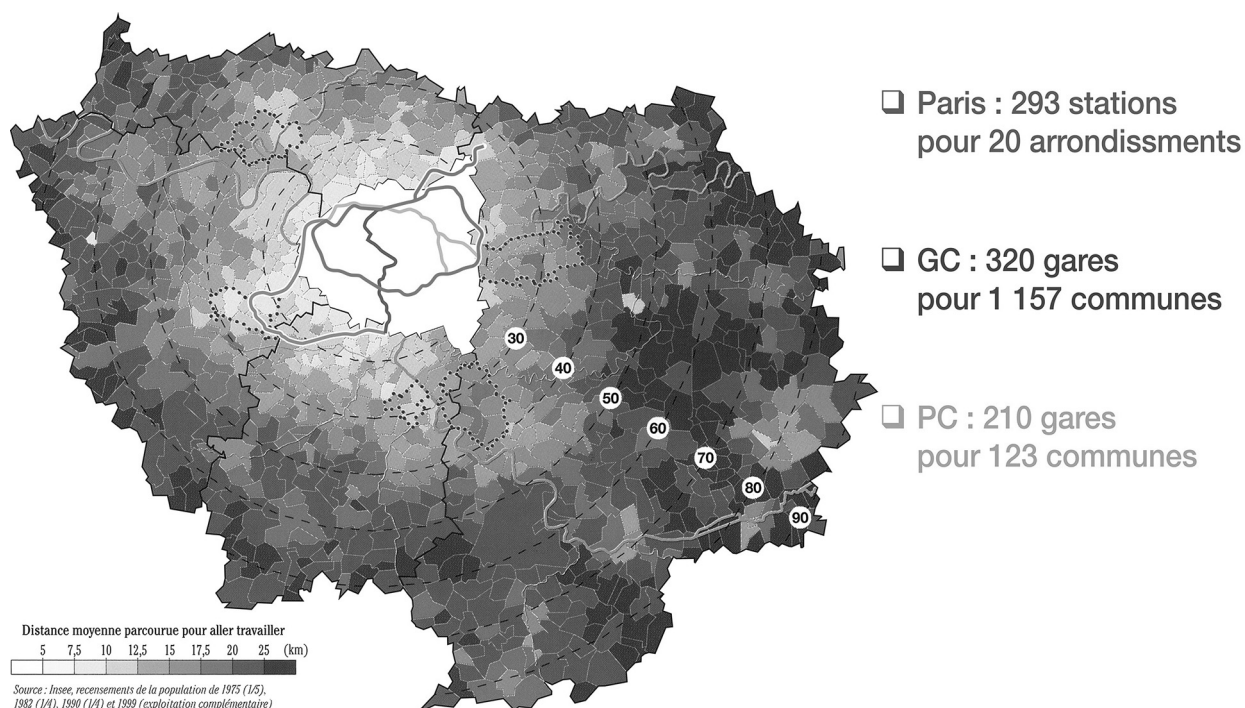 ❑ Paris : 293 stations
pour 20 arrondissments
❑ GC : 320 gares
pour 1 157 communes
❑ PC : 210 gares
pour 123 communes
30
40
50
60
70
80
90
Distance moyenne parcourue pour aller travailler
5 7,5 10 12,5 15 17,5 20 25 (km)
Source : Insee, recensements de la population de 1975 (1/5),
1982 (1/4), 1990 (1/4) et 1999 (exploitation complémentaire)